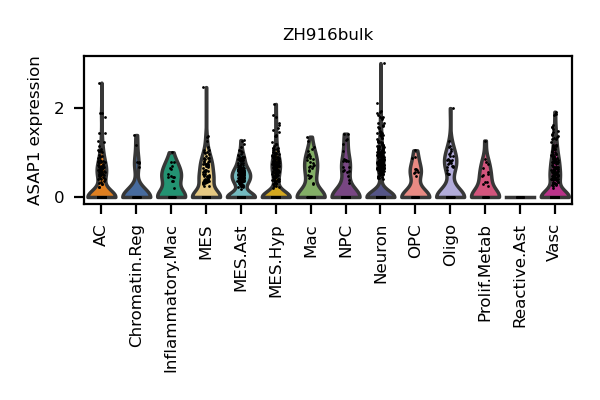 ZH916bulk
ASAP1 expression
2
0
AC
Chromatin.Reg
Inflammatory.Mac
MES
MES.Ast
MES.Hyp
Mac
NPC
Neuron
OPC
Oligo
Prolif.Metab
Reactive.Ast
Vasc